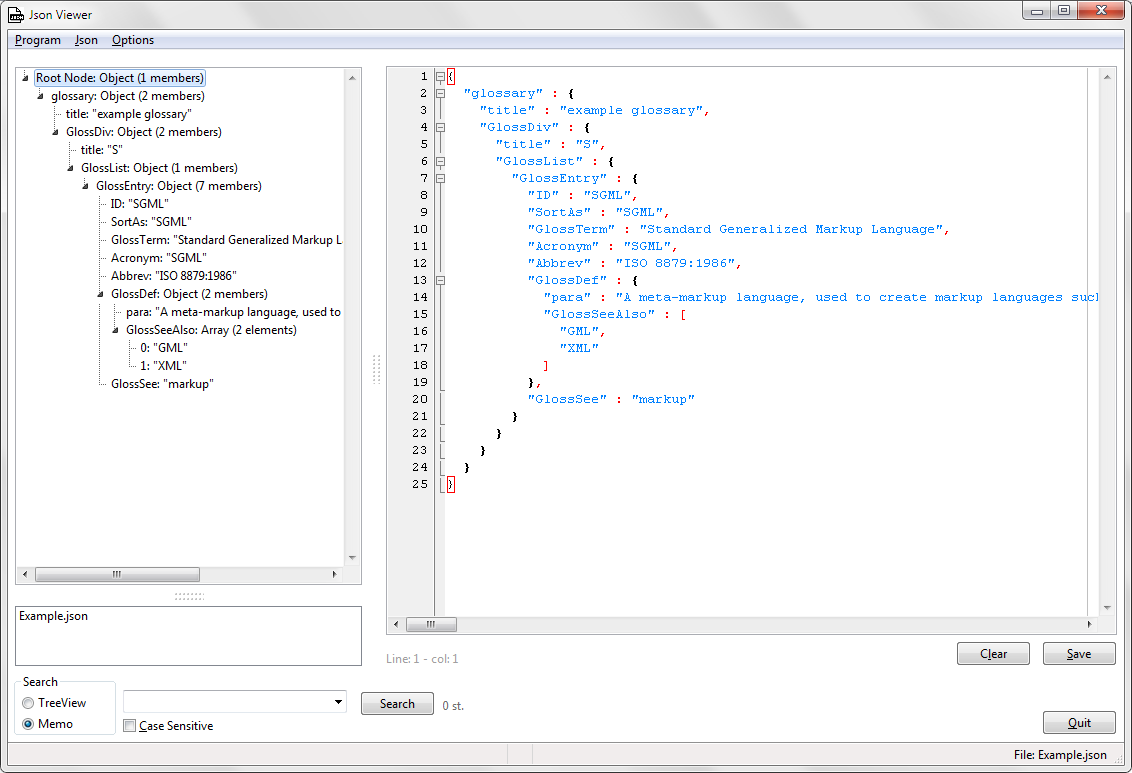 Json Viewer
Program Json Options
Root Node: Object (1 members)
glossary: Object (2 members)
title: "example glossary"
GlossDiv: Object (2 members)
title: "S"
GlossList: Object (1 members)
GlossEntry: Object (7 members)
ID: "SGML"
SortAs: "SGML"
GlossTerm: "Standard Generalized Markup L
Acronym: "SGML"
Abbrev: "ISO 8879:1986"
GlossDef: Object (2 members)
para: "A meta-markup language, used to
GlossSeeAlso: Array (2 elements)
0: "GML"
1: "XML"
GlossSee: "markup"
Example.json
Search
TreeView
Memo
Case Sensitive
Search
0 st.
1 {
2 "glossary" : {
3 "title" : "example glossary",
4 "GlossDiv" : {
5 "title" : "S",
6 "GlossList" : {
7 "GlossEntry" : {
8 "ID" : "SGML",
9 "SortAs" : "SGML",
10 "GlossTerm" : "Standard Generalized Markup Language",
11 "Acronym" : "SGML",
12 "Abbrev" : "ISO 8879:1986",
13 "GlossDef" : {
14 "para" : "A meta-markup language, used to create markup languages such
15 "GlossSeeAlso" : [
16 "GML",
17 "XML"
18 ]
19 },
20 "GlossSee" : "markup"
21 }
22 }
23 }
24 }
25 }
Line: 1 - col: 1
Clear
Save
Quit
File: Example.json